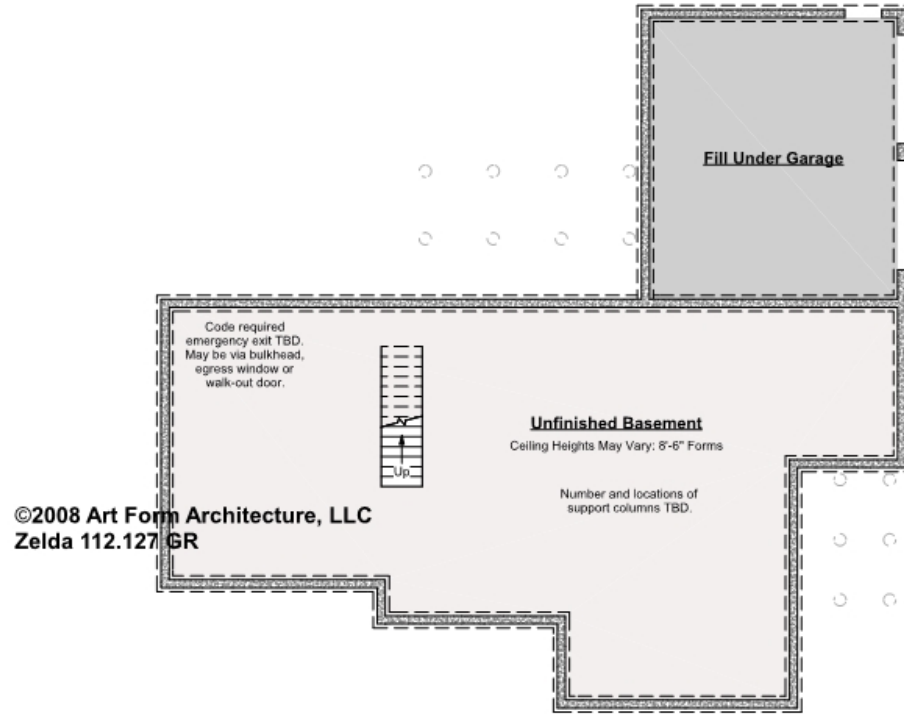 Fill Under Garage
Code required
emergency exit TBD.
May be via bulkhead,
egress window or
walk-out door.
Unfinished Basement
Ceiling Heights May Vary: 8'-6" Forms
Up
Number and locations of
support columns TBD.
©2008 Art Form Architecture, LLC
Zelda 112.127 GR